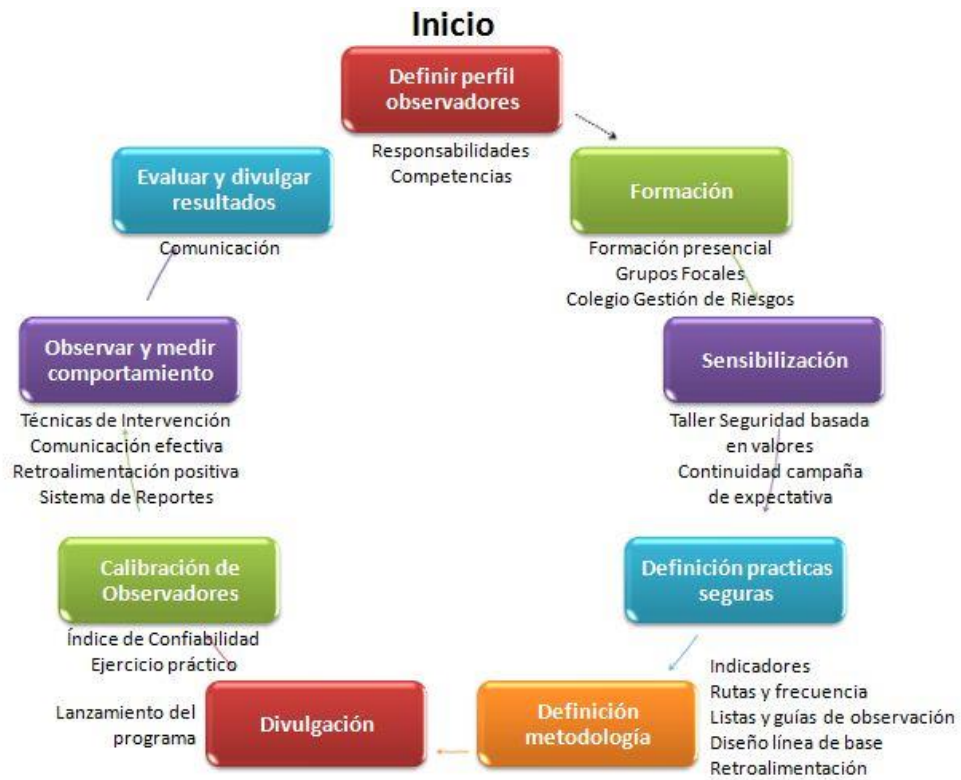 Inicio
Definir perfil
observadores
Responsabilidades
Competencias
Formación
Formación presencial
Grupos Focales
Colegio Gestión de Riesgos
Sensibilización
Taller Seguridad basada
en valores
Continuidad campaña
de expectativa
Definición practicas
seguras
Indicadores
Rutas y frecuencia
Listas y guías de observación
Diseño línea de base
Retroalimentación
Definición
metodología
Divulgación
Lanzamiento del
programa
Calibración de
Observadores
Índice de Confiabilidad
Ejercicio práctico
Observar y medir
comportamiento
Técnicas de Intervención
Comunicación efectiva
Retroalimentación positiva
Sistema de Reportes
Evaluar y divulgar
resultados
Comunicación